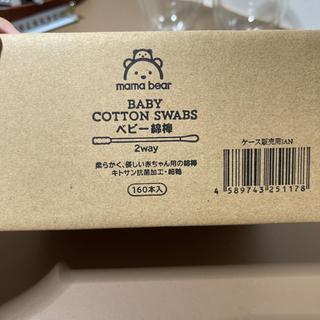 mama bear
BABY
COTTON SWABS
ベビー綿棒
2way
柔らかく、優しい赤ちゃん用の綿棒
キトサン抗菌加工・細軸
160本入
ケース販売用JAN
4 589743 251178